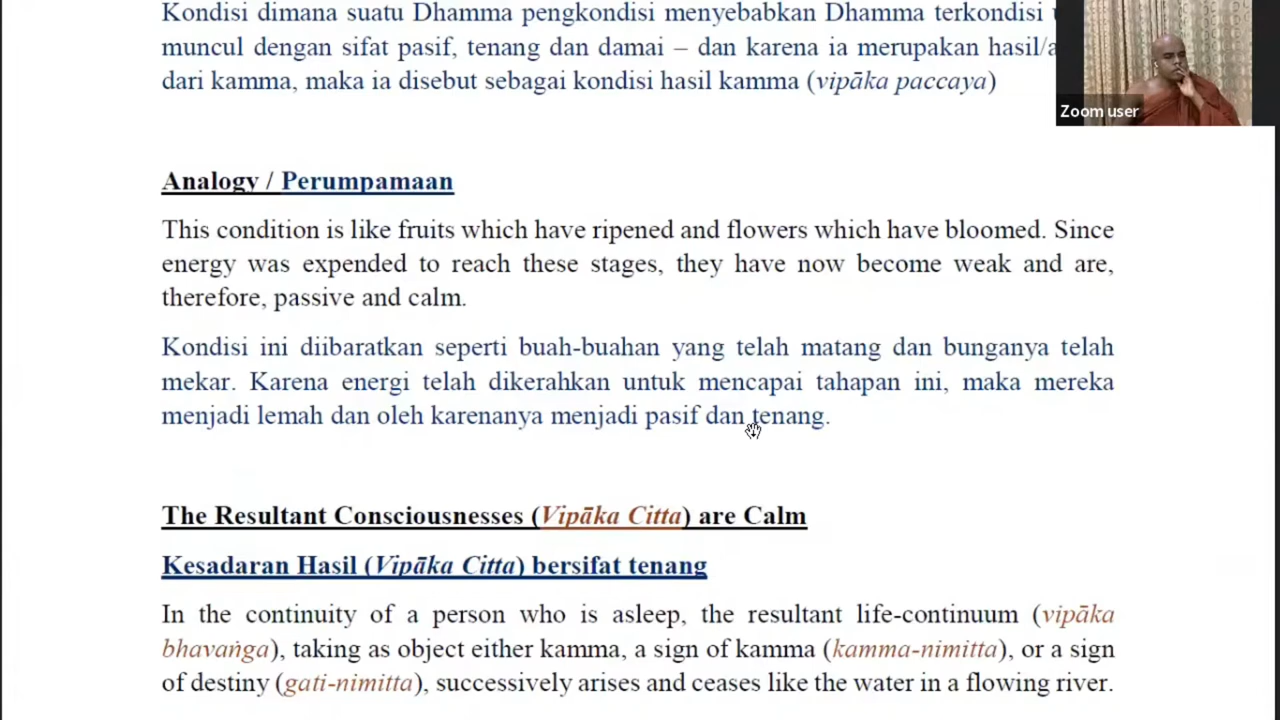 Kondisi dimana suatu Dhamma pengkondisi menyebabkan Dhamma terkondisi
muncul dengan sifat pasif, tenang dan damai – dan karena ia merupakan
dari kamma, maka ia disebut sebagai kondisi hasil kamma (vipāka paccaya)
Zoom user
Analogy / Perumpamaan
This condition is like fruits which have ripened and flowers which have bloomed. Since
energy was expended to reach these stages, they have now become weak and are,
therefore, passive and calm.
Kondisi ini diibaratkan seperti buah-buahan yang telah matang dan bunganya telah
mekar. Karena energi telah dikerahkan untuk mencapai tahapan ini, maka mereka
menjadi lemah dan oleh karenanya menjadi pasif dan tenang.
The Resultant Consciousnesses (Vipāka Citta) are Calm
Kesadaran Hasil (Vipāka Citta) bersifat tenang
In the continuity of a person who is asleep, the resultant life-continuum (vipāka
bhavaṅga), taking as object either kamma, a sign of kamma (kamma-nimitta), or a sign
of destiny (gati-nimitta), successively arises and ceases like the water in a flowing river.